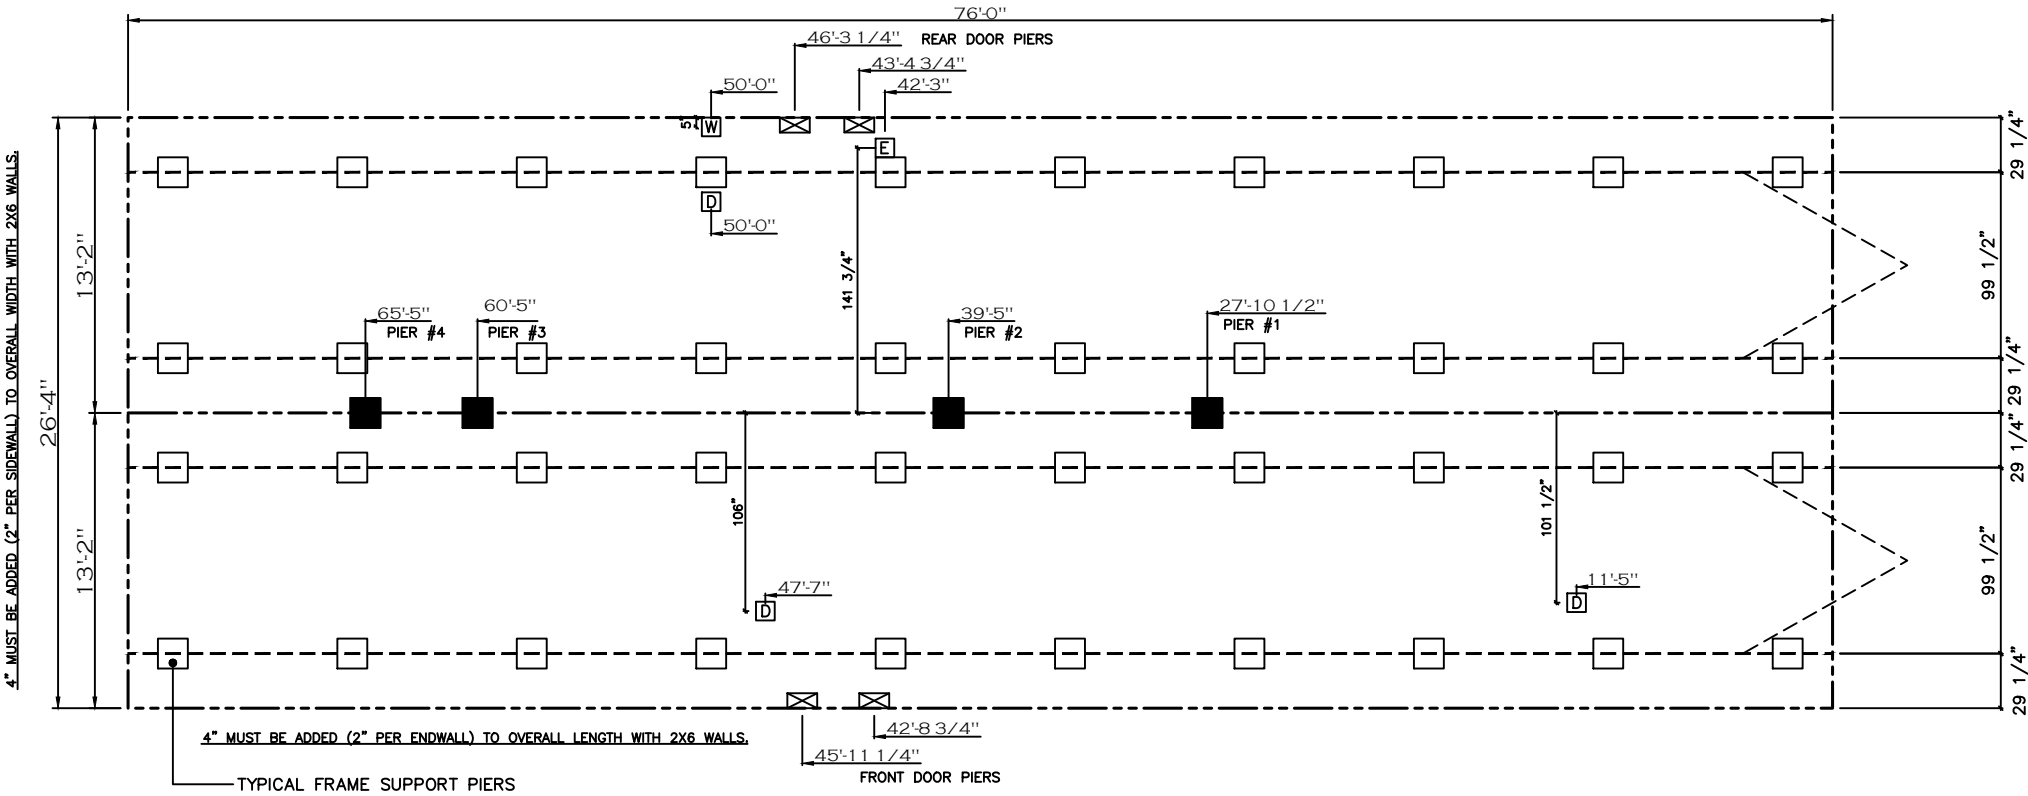 76'-0"
46'-3 1/4" REAR DOOR PIERS
43'-4 3/4"
50'-0"
42'-3"
5"
W
E
D
50'-0"
29 1/4"
99 1/2"
29 1/4"
29 1/4"
99 1/2"
29 1/4"
13'-2"
13'-2"
26'-4"
4" MUST BE ADDED (2" PER SIDEWALL) TO OVERALL WIDTH WITH 2X6 WALLS.
141 3/4"
65'-5"
PIER #4
60'-5"
PIER #3
39'-5"
PIER #2
27'-10 1/2"
PIER #1
106"
101 1/2"
47'-7"
D
11'-5"
D
42'-8 3/4"
45'-11 1/4"
FRONT DOOR PIERS
4" MUST BE ADDED (2" PER ENDWALL) TO OVERALL LENGTH WITH 2X6 WALLS.
TYPICAL FRAME SUPPORT PIERS